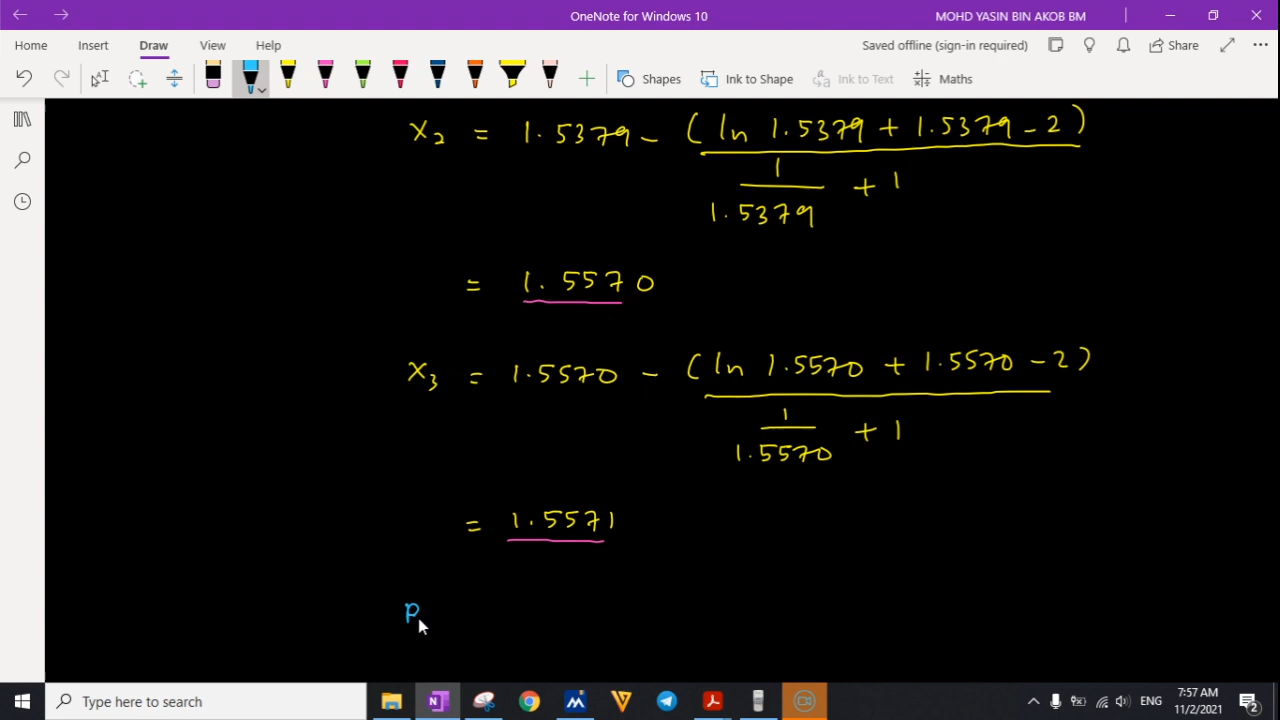 OneNote for Windows 10
MOHD YASIN BIN AKOB BM
Home Insert Draw View Help
Saved offline (sign-in required) Share
Shapes Ink to Shape Ink to Text Maths
x₂ = 1.5379 − (ln 1.5379 + 1.5379 − 2)
1
+ 1
1.5379
= 1.5570
x₃ = 1.5570 − (ln 1.5570 + 1.5570 − 2)
1
+ 1
1.5570
= 1.5571
P
Type here to search
ENG
7:57 AM
11/2/2021
2